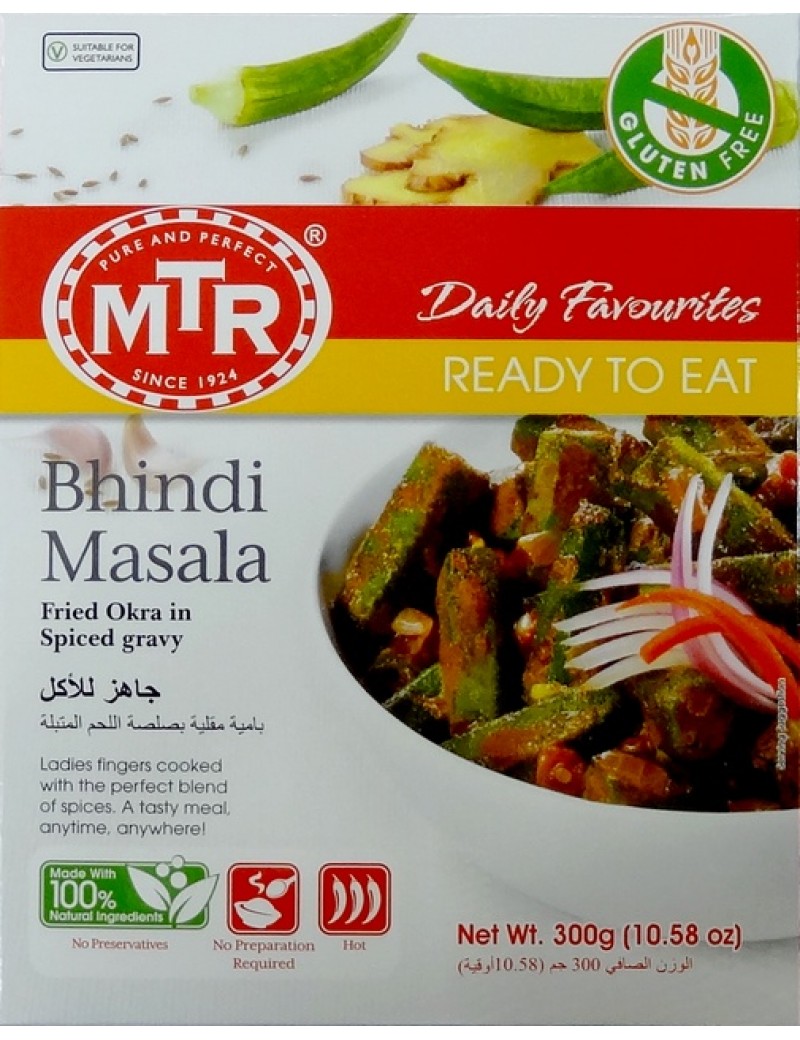 SUITABLE FOR
VEGETARIANS
GLUTEN FREE
PURE AND PERFECT
MTR®
SINCE 1924
Daily Favourites
READY TO EAT
Bhindi
Masala
Fried Okra in
Spiced gravy
جاهز للأكل
بامية مقلية بصلصة اللحم المتبلة
Ladies fingers cooked
with the perfect blend
of spices. A tasty meal,
anytime, anywhere!
Serving Suggestion
Made With
100%
Natural Ingredients
No Preservatives
No Preparation
Required
Hot
Net Wt. 300g (10.58 oz)
الوزن الصافي 300 جم (10.58أوقية)